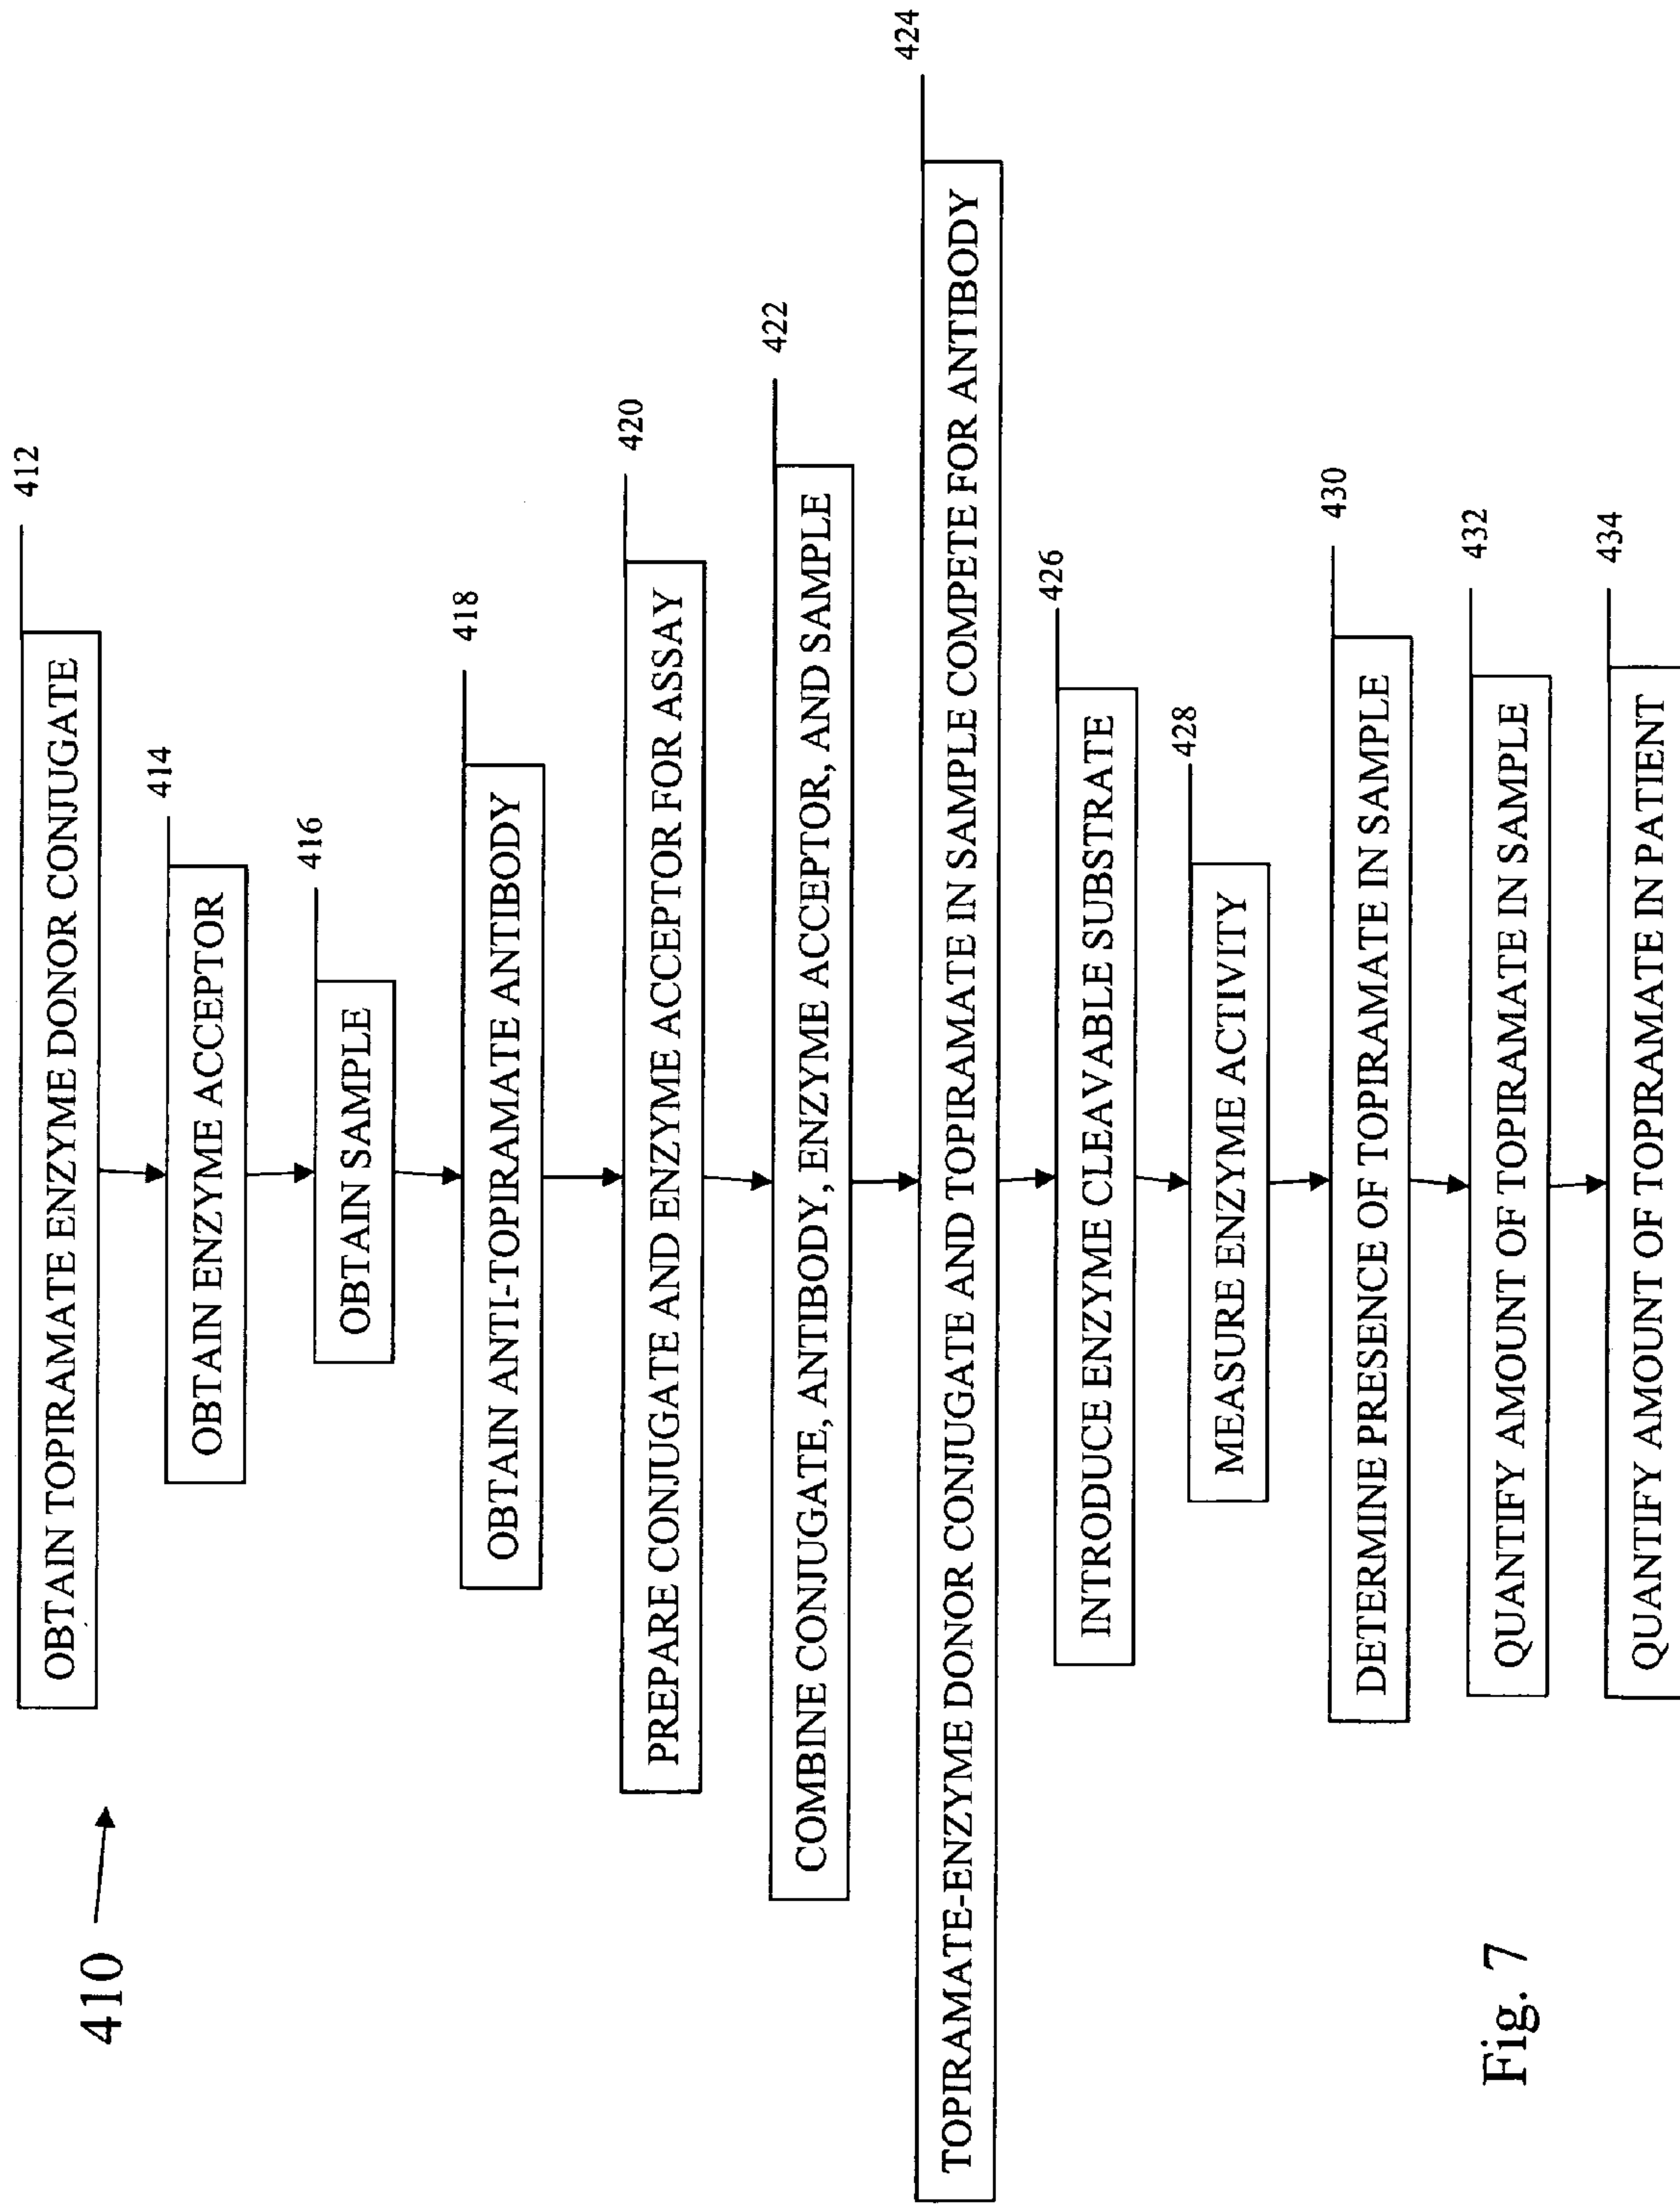 410
412
OBTAIN TOPIRAMATE ENZYME DONOR CONJUGATE
414
OBTAIN ENZYME ACCEPTOR
416
OBTAIN SAMPLE
418
OBTAIN ANTI-TOPIRAMATE ANTIBODY
420
PREPARE CONJUGATE AND ENZYME ACCEPTOR FOR ASSAY
422
COMBINE CONJUGATE, ANTIBODY, ENZYME ACCEPTOR, AND SAMPLE
424
TOPIRAMATE-ENZYME DONOR CONJUGATE AND TOPIRAMATE IN SAMPLE COMPETE FOR ANTIBODY
426
INTRODUCE ENZYME CLEAVABLE SUBSTRATE
428
MEASURE ENZYME ACTIVITY
430
DETERMINE PRESENCE OF TOPIRAMATE IN SAMPLE
432
QUANTIFY AMOUNT OF TOPIRAMATE IN SAMPLE
434
QUANTIFY AMOUNT OF TOPIRAMATE IN PATIENT
Fig. 7